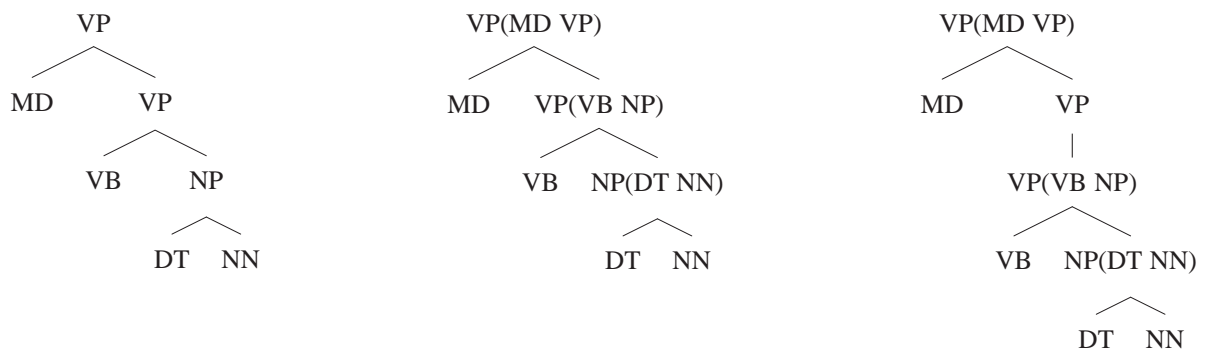 VP VP(MD VP) VP(MD VP)
MD VP MD VP(VB NP) MD VP
VB NP VB NP(DT NN) VP(VB NP)
DT NN DT NN VB NP(DT NN)
DT NN